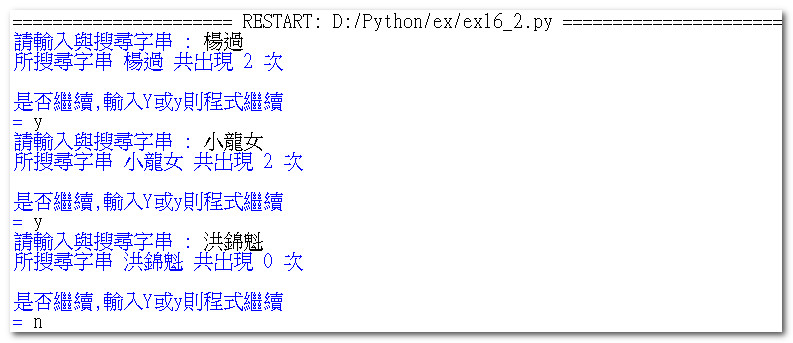 ====================== RESTART: D:/Python/ex/ex16_2.py ======================
請輸入與搜尋字串 : 楊過
所搜尋字串 楊過 共出現 2 次
是否繼續,輸入Y或y則程式繼續
= y
請輸入與搜尋字串 : 小龍女
所搜尋字串 小龍女 共出現 2 次
是否繼續,輸入Y或y則程式繼續
= y
請輸入與搜尋字串 : 洪錦魁
所搜尋字串 洪錦魁 共出現 0 次
是否繼續,輸入Y或y則程式繼續
= n